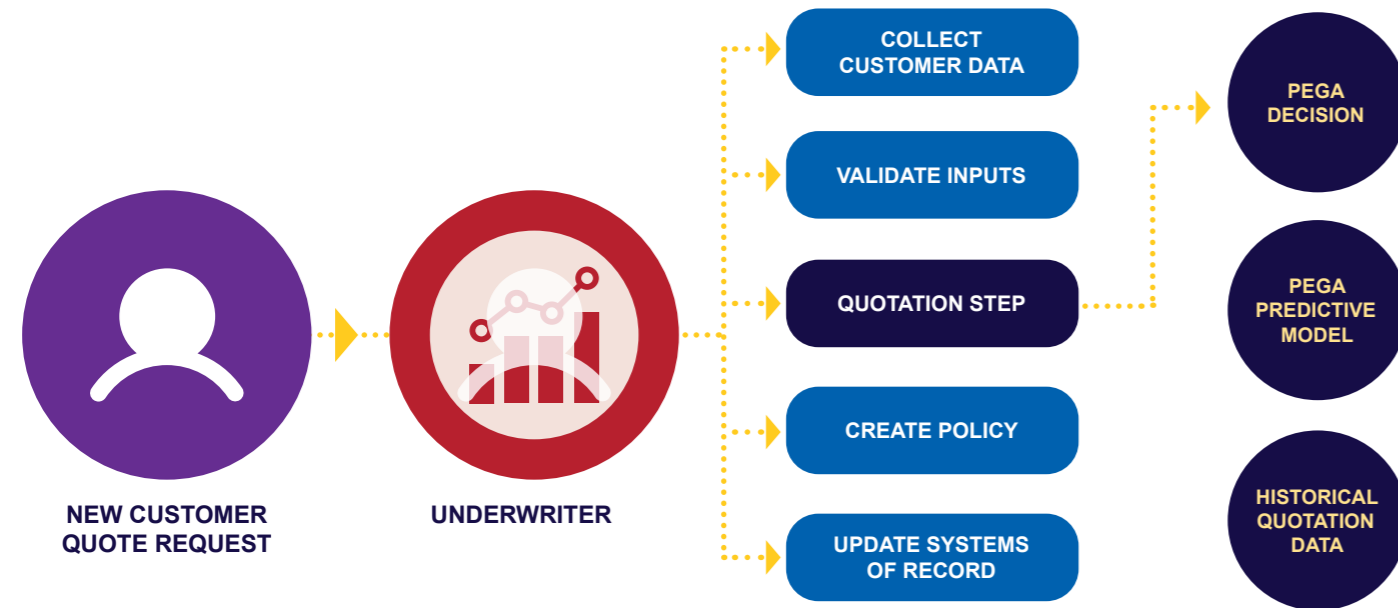 NEW CUSTOMER
QUOTE REQUEST
UNDERWRITER
COLLECT
CUSTOMER DATA
VALIDATE INPUTS
QUOTATION STEP
CREATE POLICY
UPDATE SYSTEMS
OF RECORD
PEGA
DECISION
PEGA
PREDICTIVE
MODEL
HISTORICAL
QUOTATION
DATA